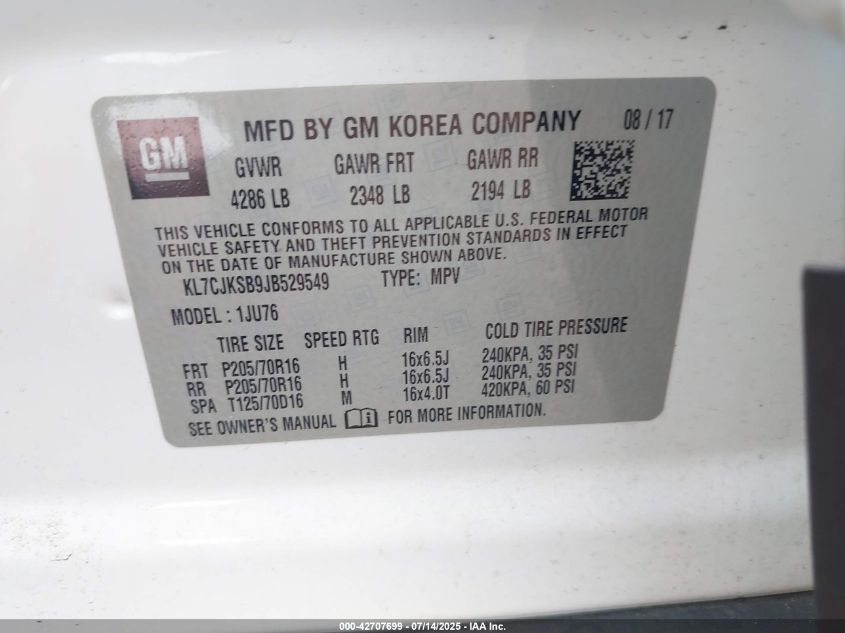 GM
MFD BY GM KOREA COMPANY 08 / 17
GVWR GAWR FRT GAWR RR
4286 LB 2348 LB 2194 LB
THIS VEHICLE CONFORMS TO ALL APPLICABLE U.S. FEDERAL MOTOR
VEHICLE SAFETY AND THEFT PREVENTION STANDARDS IN EFFECT
ON THE DATE OF MANUFACTURE SHOWN ABOVE.
KL7CJKSB9JB529549 TYPE: MPV
MODEL : 1JU76
TIRE SIZE SPEED RTG RIM COLD TIRE PRESSURE
FRT P205/70R16 H 16x6.5J 240KPA, 35 PSI
RR P205/70R16 H 16x6.5J 240KPA, 35 PSI
SPA T125/70D16 M 16x4.0T 420KPA, 60 PSI
SEE OWNER'S MANUAL FOR MORE INFORMATION.
000-42707699 - 07/14/2025 - IAA Inc.